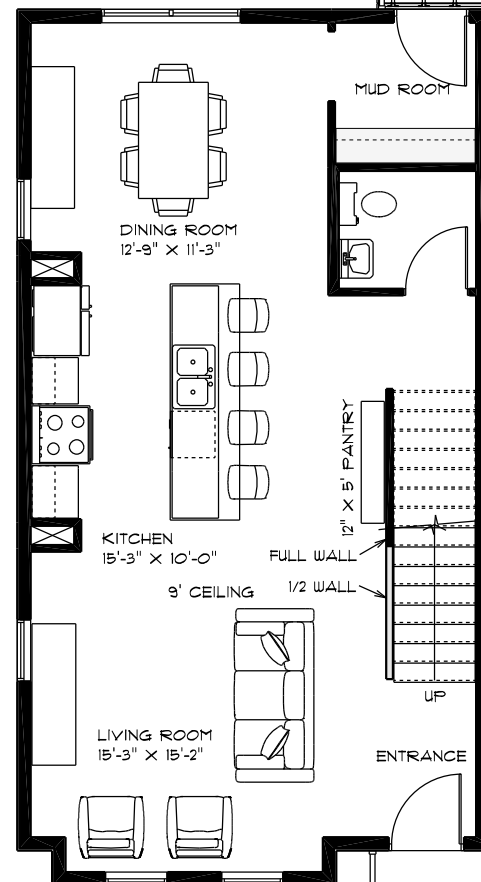 MUD ROOM
DINING ROOM
12'-9" X 11'-3"
12" X 5' PANTRY
KITCHEN
15'-3" X 10'-0"
FULL WALL
9' CEILING
1/2 WALL
UP
LIVING ROOM
15'-3" X 15'-2"
ENTRANCE